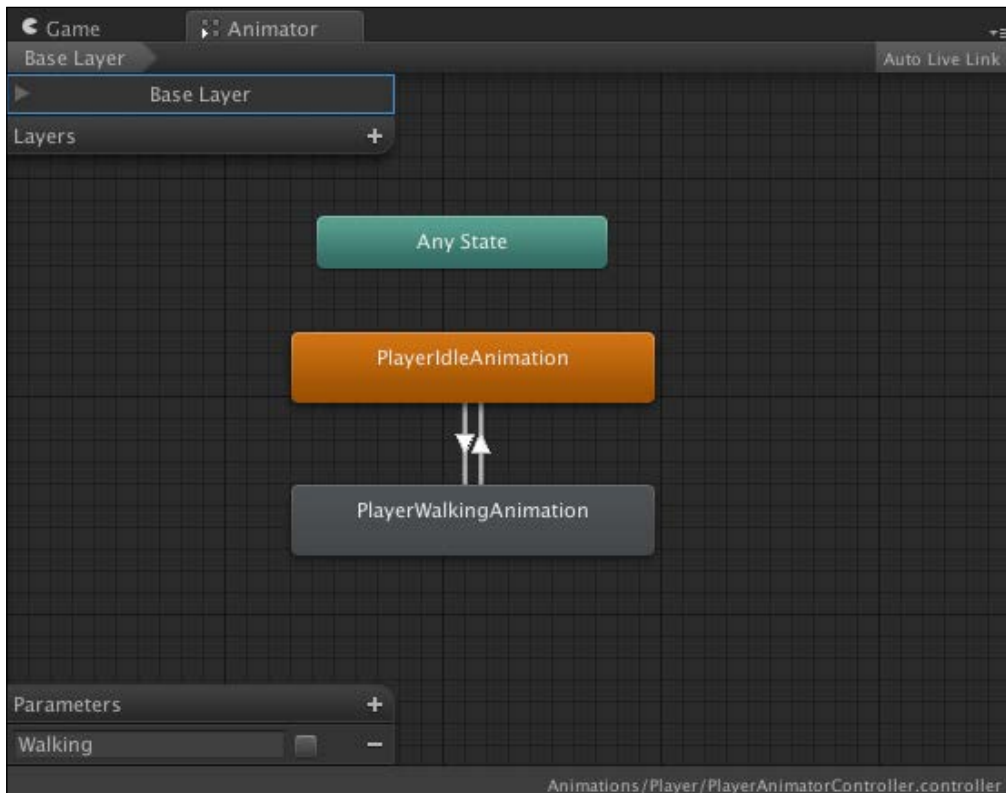 Game
Animator
Base Layer
Auto Live Link
Base Layer
Layers
Any State
PlayerIdleAnimation
PlayerWalkingAnimation
Parameters
Walking
Animations/Player/PlayerAnimatorController.controller